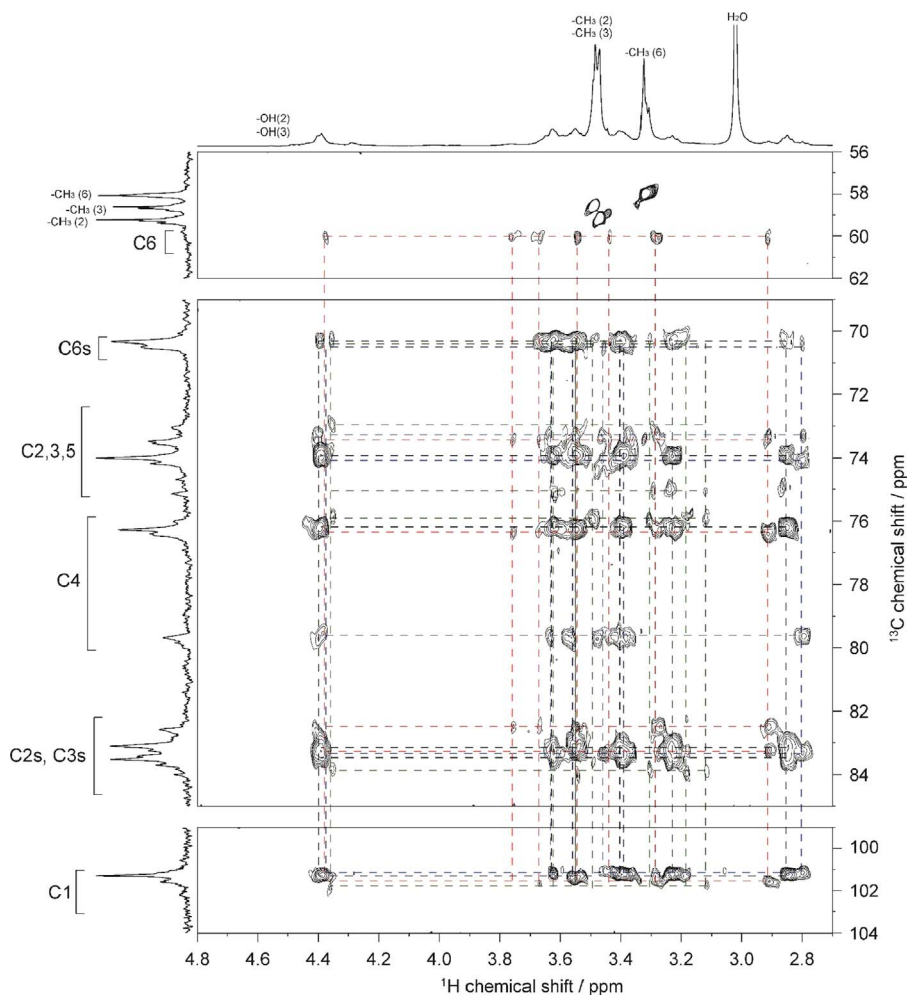 H₂O
-CH₃ (2)
-CH₃ (3)
-CH₃ (6)
-OH(2)
-OH(3)
-CH₃ (6)
-CH₃ (3)
-CH₃ (2)
C6
56
58
60
62
C6s
C2,3,5
C4
C2s, C3s
70
72
74
76
78
80
82
84
¹³C chemical shift / ppm
C1
100
102
104
4.8 4.6 4.4 4.2 4.0 3.8 3.6 3.4 3.2 3.0 2.8
¹H chemical shift / ppm